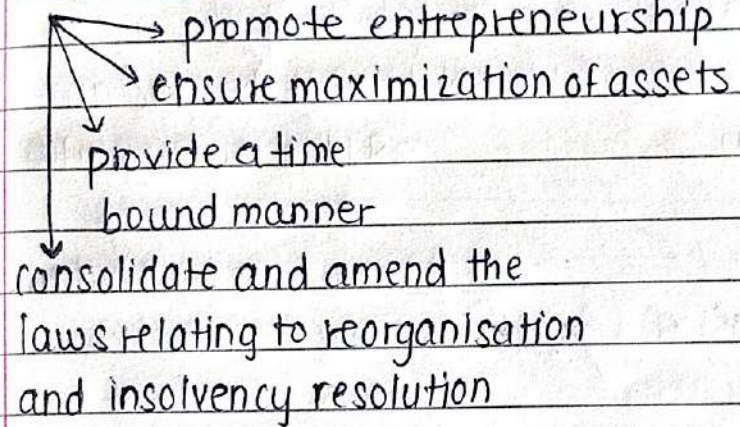 promote entrepreneurship
ensure maximization of assets
provide a time
bound manner
consolidate and amend the
laws relating to reorganisation
and insolvency resolution